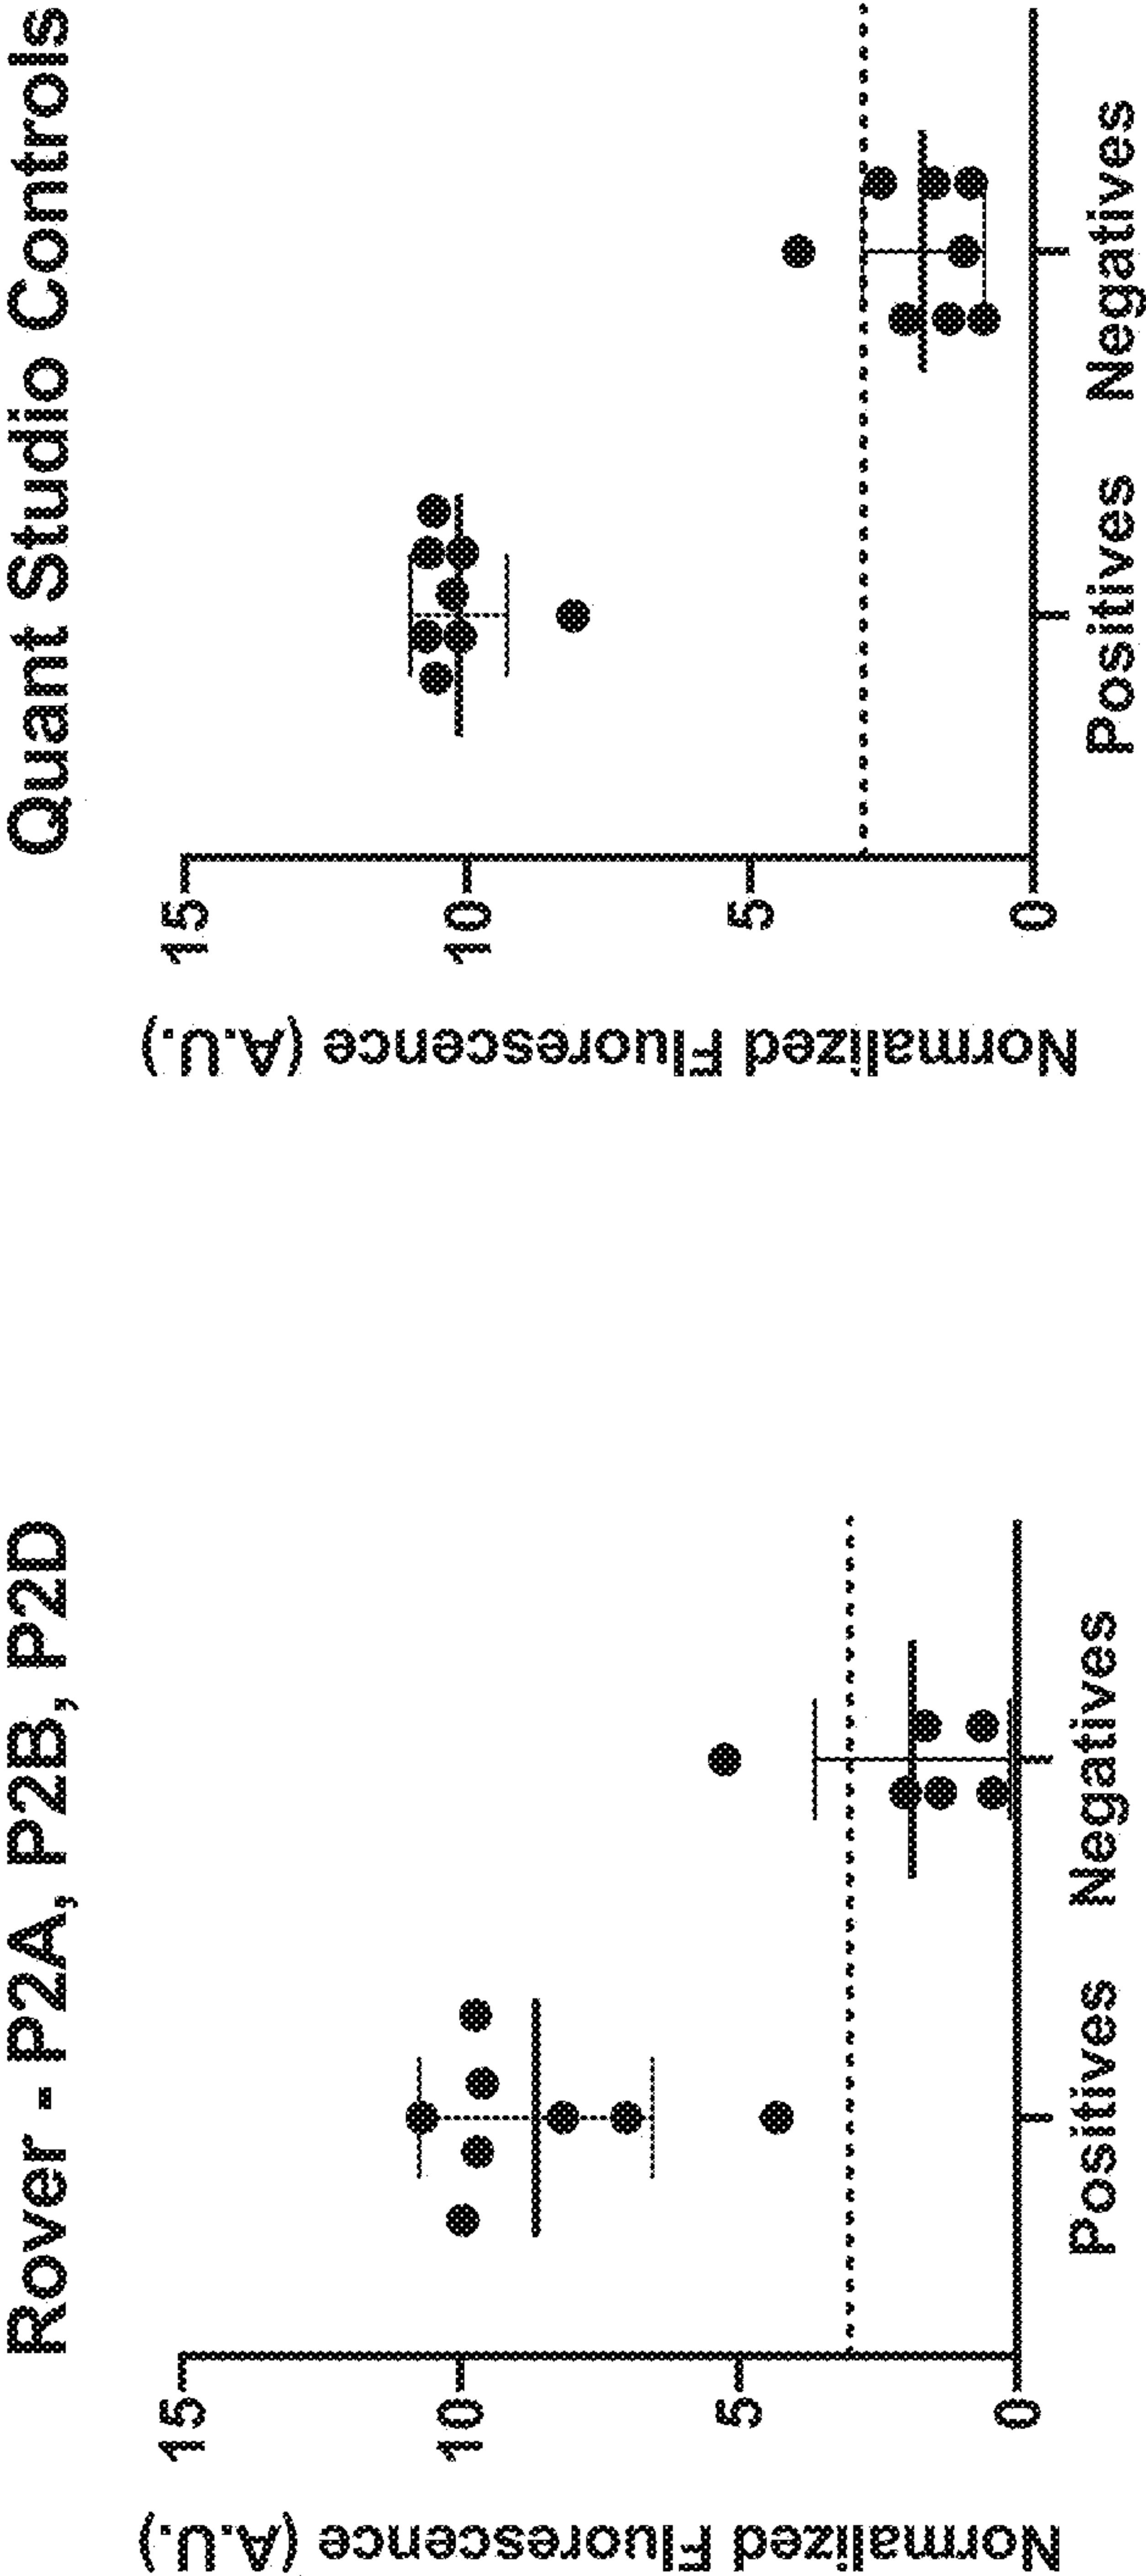 Rover - P2A, P2B, P2D
Normalized Fluorescence (A.U.)
15
10
5
0
Positives
Negatives
Quant Studio Controls
Normalized Fluorescence (A.U.)
15
10
5
0
Positives
Negatives